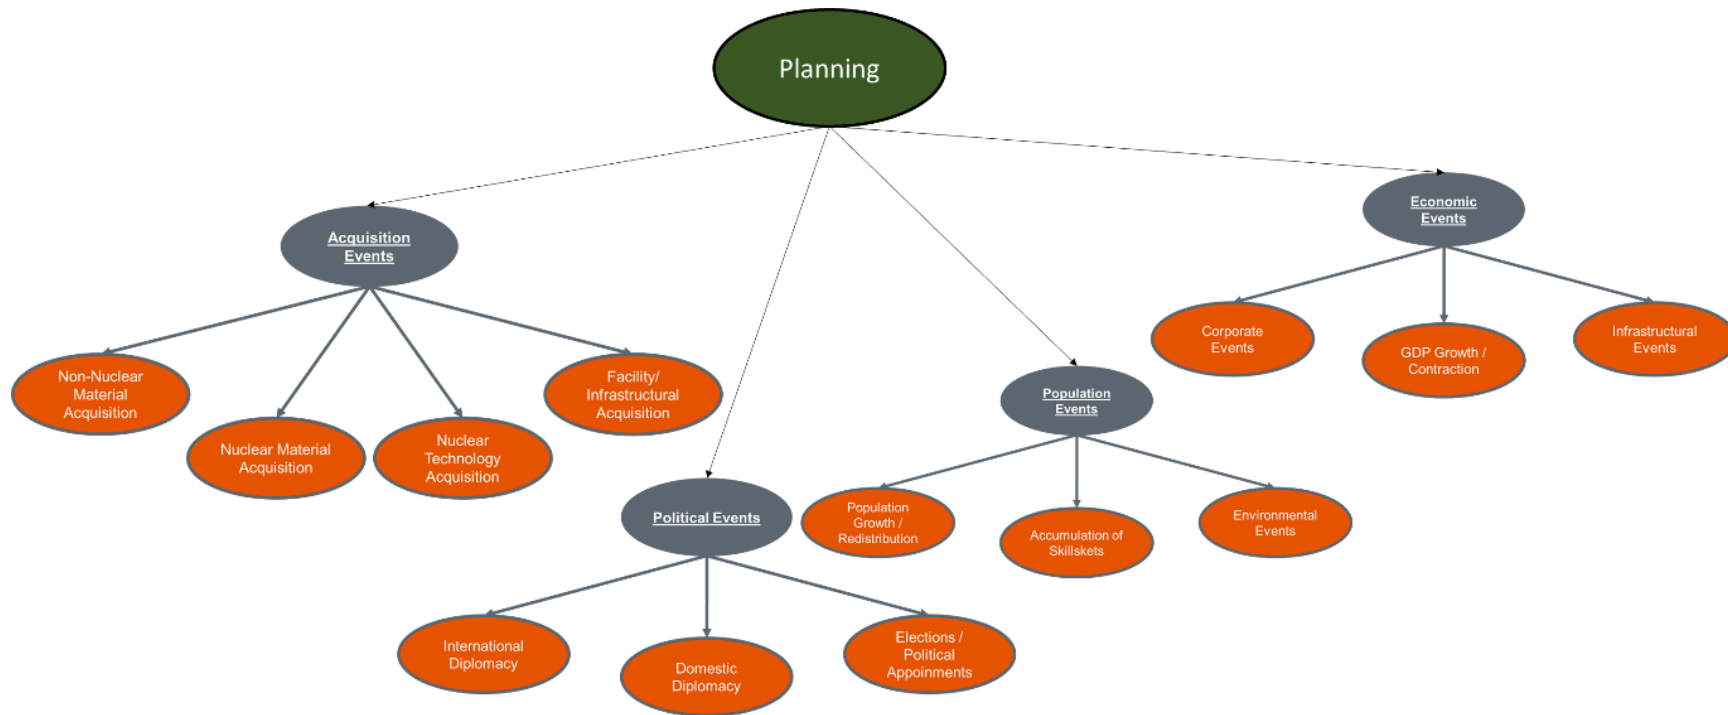 Planning
Economic
Events
Acquisition
Events
Corporate
Events
GDP Growth /
Contraction
Infrastructural
Events
Non-Nuclear
Material
Acquisition
Nuclear Material
Acquisition
Nuclear
Technology
Acquisition
Facility/
Infrastructural
Acquisition
Population
Events
Population
Growth /
Redistribution
Accumulation of
Skillskets
Environmental
Events
Political Events
International
Diplomacy
Domestic
Diplomacy
Elections /
Political
Appoinments